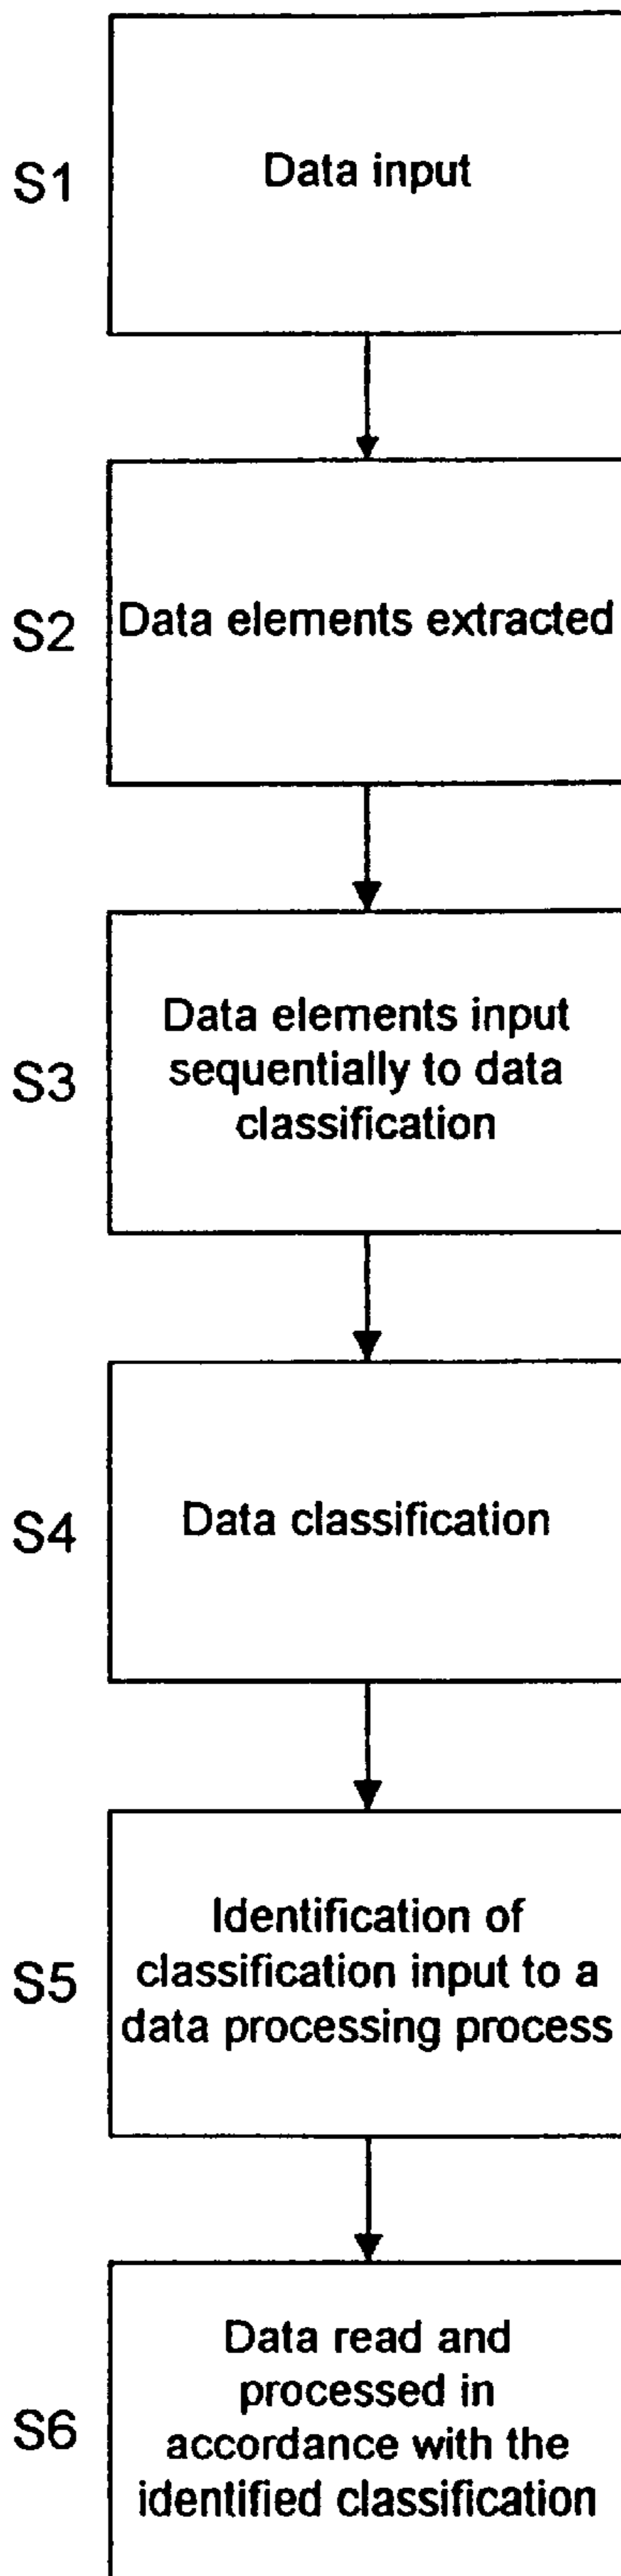 S1
Data input
S2
Data elements extracted
S3
Data elements input
sequentially to data
classification
S4
Data classification
S5
Identification of
classification input to a
data processing process
S6
Data read and
processed in
accordance with the
identified classification